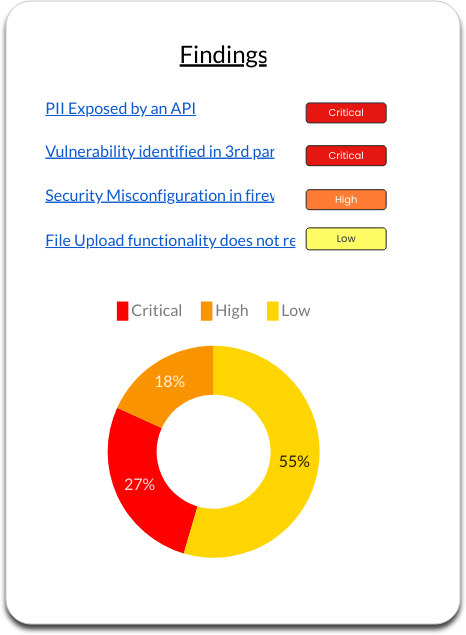 Findings
PII Exposed by an API Critical
Vulnerability identified in 3rd par Critical
Security Misconfiguration in High
File Upload functionality does not re Low
Critical High Low
18%
55%
27%